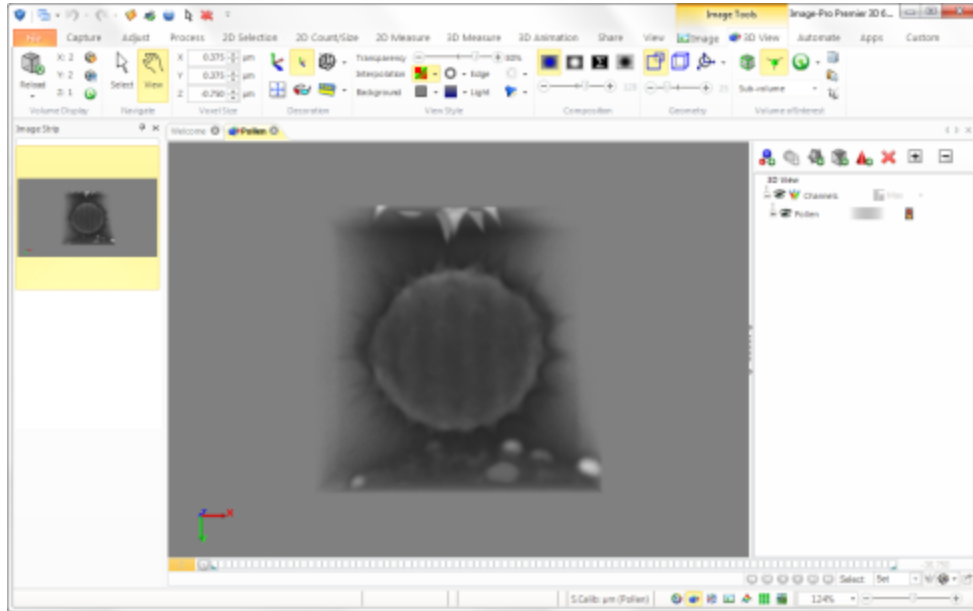 Image Tools
Image-Pro Premier 3D 6...
File Capture Adjust Process 2D Selection 2D Count/Size 2D Measure 3D Measure 3D Animation Share View Image 3D View Automate Apps Custom
X: 2 X 0.375 µm Transparency 80%
Y: 2 Y 0.375 µm Interpolation Edge
Reload Z: 1 Select View Z 0.750 µm Background Light Sub-volume
Volume Display Navigate Voxel Size Decoration View Style Composition Geometry Volume of Interest
Image Strip
Welcome Pollen
3D View
Channels Map
Pollen
Z X
Select Set
S.Calib: µm (Pollen) 124%